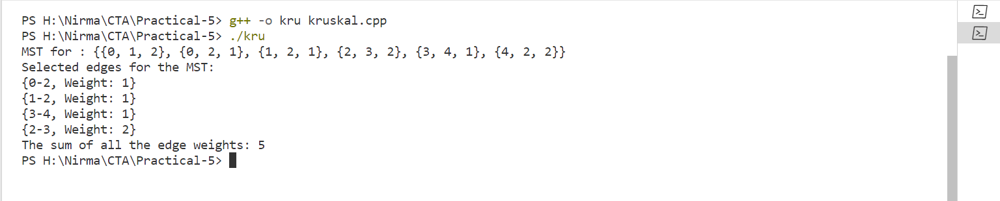 PS H:\Nirma\CTA\Practical-5> g++ -o kru kruskal.cpp
PS H:\Nirma\CTA\Practical-5> ./kru
MST for : {{0, 1, 2}, {0, 2, 1}, {1, 2, 1}, {2, 3, 2}, {3, 4, 1}, {4, 2, 2}}
Selected edges for the MST:
{0-2, Weight: 1}
{1-2, Weight: 1}
{3-4, Weight: 1}
{2-3, Weight: 2}
The sum of all the edge weights: 5
PS H:\Nirma\CTA\Practical-5>